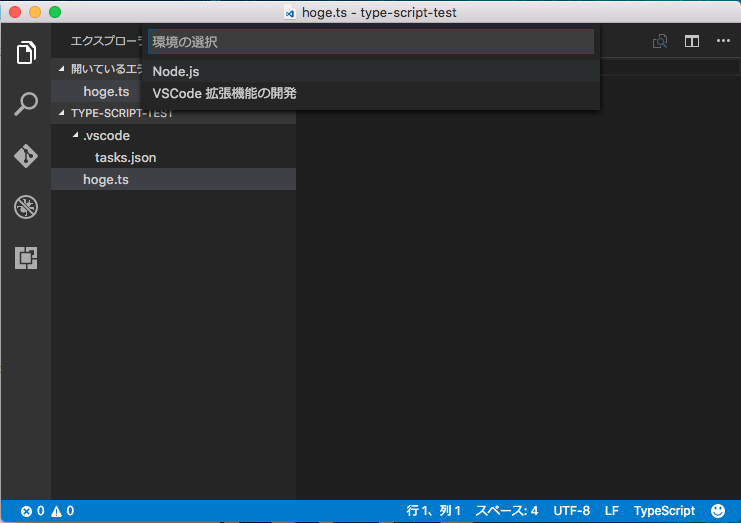 hoge.ts - type-script-test
エクスプローラ
環境の選択
Node.js
VSCode 拡張機能の開発
開いているエデ
hoge.ts
TYPE-SCRIPT-TEST
.vscode
tasks.json
hoge.ts
0 0 行 1、列 1 スペース: 4 UTF-8 LF TypeScript